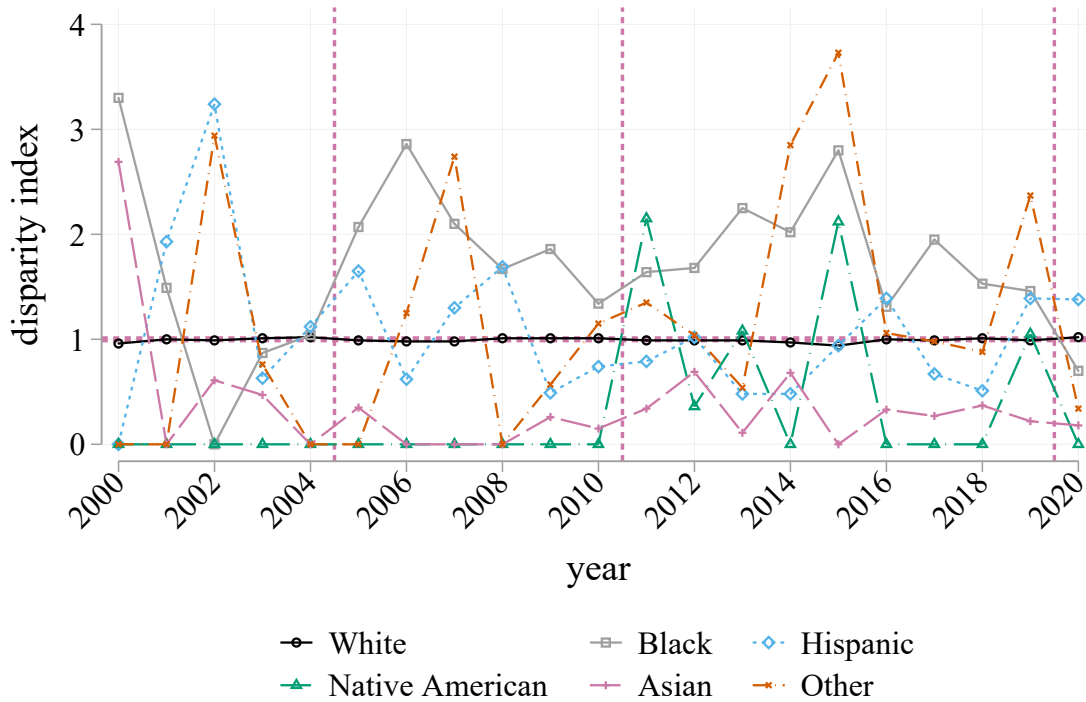 disparity index
4
3
2
1
0
2000 2002 2004 2006 2008 2010 2012 2014 2016 2018 2020
year
White Black Hispanic
Native American Asian Other